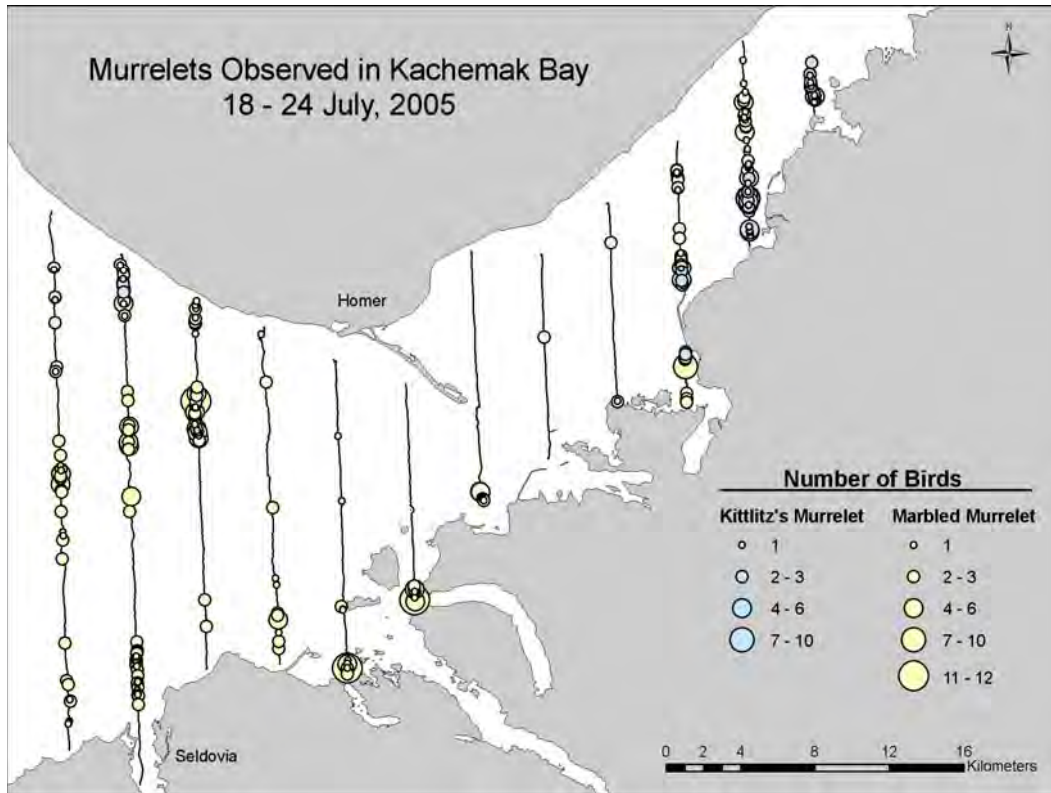 Murrelets Observed in Kachemak Bay
18 - 24 July, 2005
N
Homer
Seldovia
Number of Birds
Kittlitz's Murrelet
1
2 - 3
4 - 6
7 - 10
Marbled Murrelet
1
2 - 3
4 - 6
7 - 10
11 - 12
0 2 4 8 12 16
Kilometers